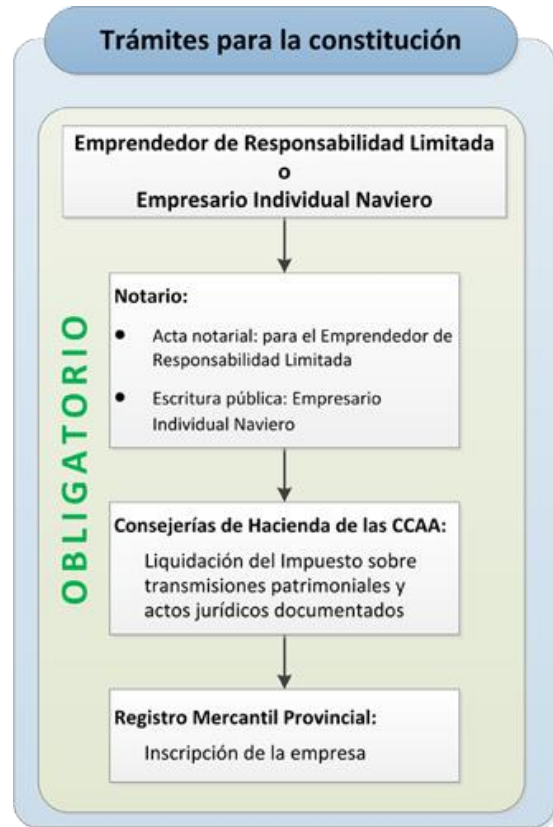 Trámites para la constitución
Emprendedor de Responsabilidad Limitada
o
Empresario Individual Naviero
OBLIGATORIO
Notario:
● Acta notarial: para el Emprendedor de
Responsabilidad Limitada
● Escritura pública: Empresario
Individual Naviero
Consejerías de Hacienda de las CCAA:
Liquidación del Impuesto sobre
transmisiones patrimoniales y
actos jurídicos documentados
Registro Mercantil Provincial:
Inscripción de la empresa